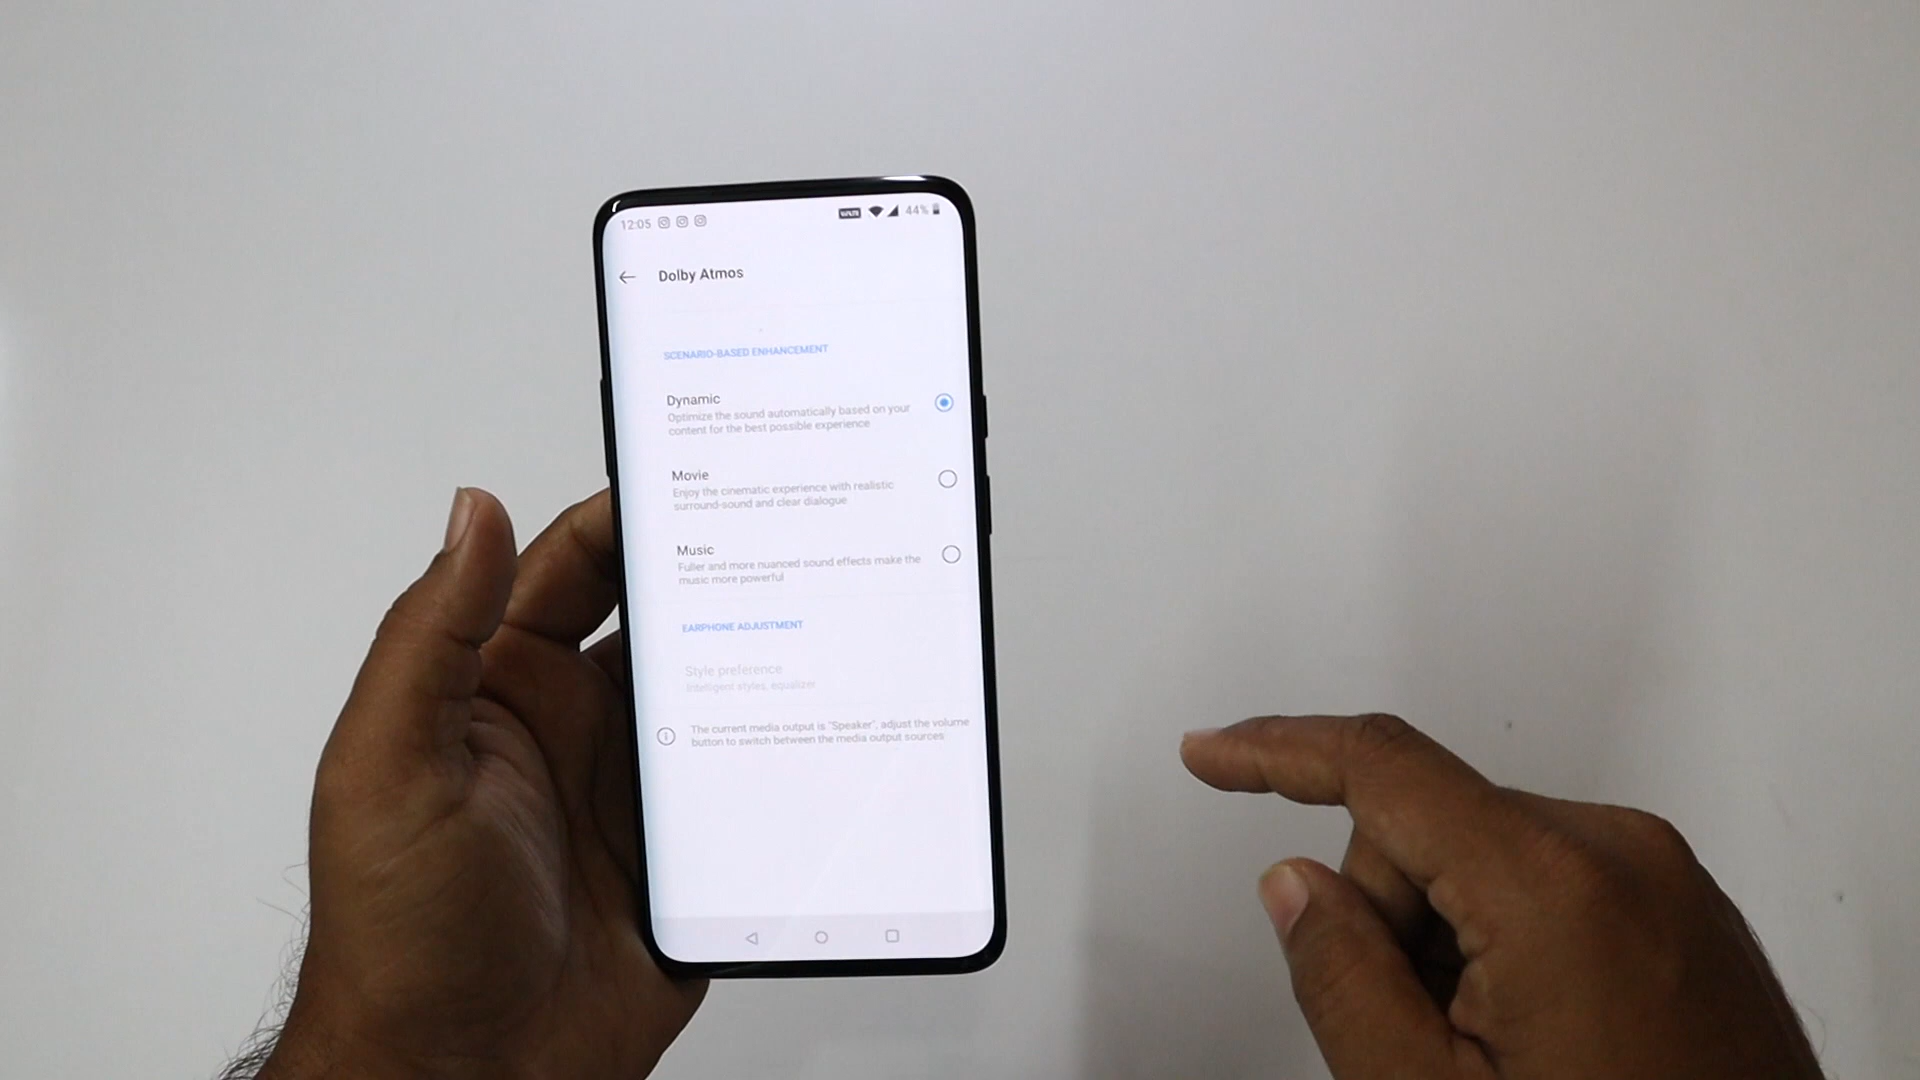 12:05 VoLTE 44%
Dolby Atmos
SCENARIO-BASED ENHANCEMENT
Dynamic
Optimize the sound automatically based on your
content for the best possible experience
Movie
Enjoy the cinematic experience with realistic
surround-sound and clear dialogue
Music
Fuller and more nuanced sound effects make the
music more powerful
EARPHONE ADJUSTMENT
Style preference
Intelligent styles, equalizer
The current media output is "Speaker", adjust the volume
button to switch between the media output sources